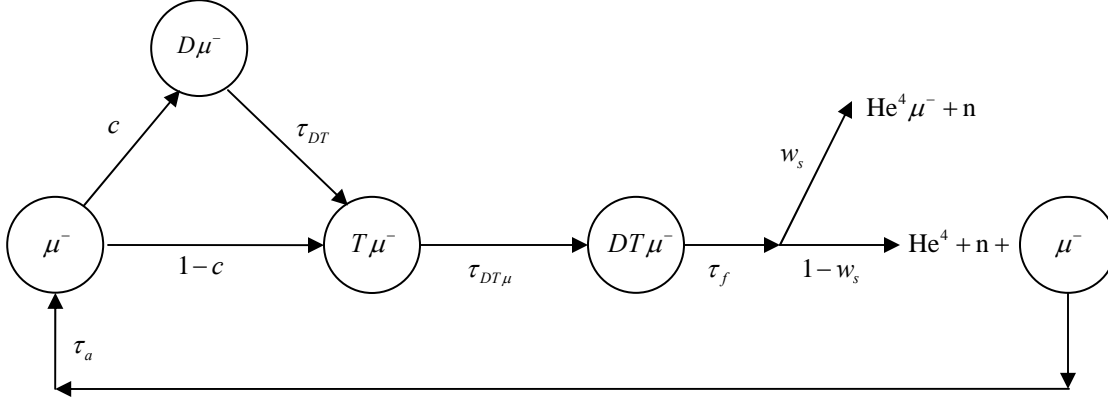 Dμ⁻
c
τ_DT
He⁴μ⁻ + n
w_s
μ⁻
Tμ⁻
DTμ⁻
He⁴ + n +
μ⁻
1−c
τ_DTμ
τ_f
1−w_s
τ_a